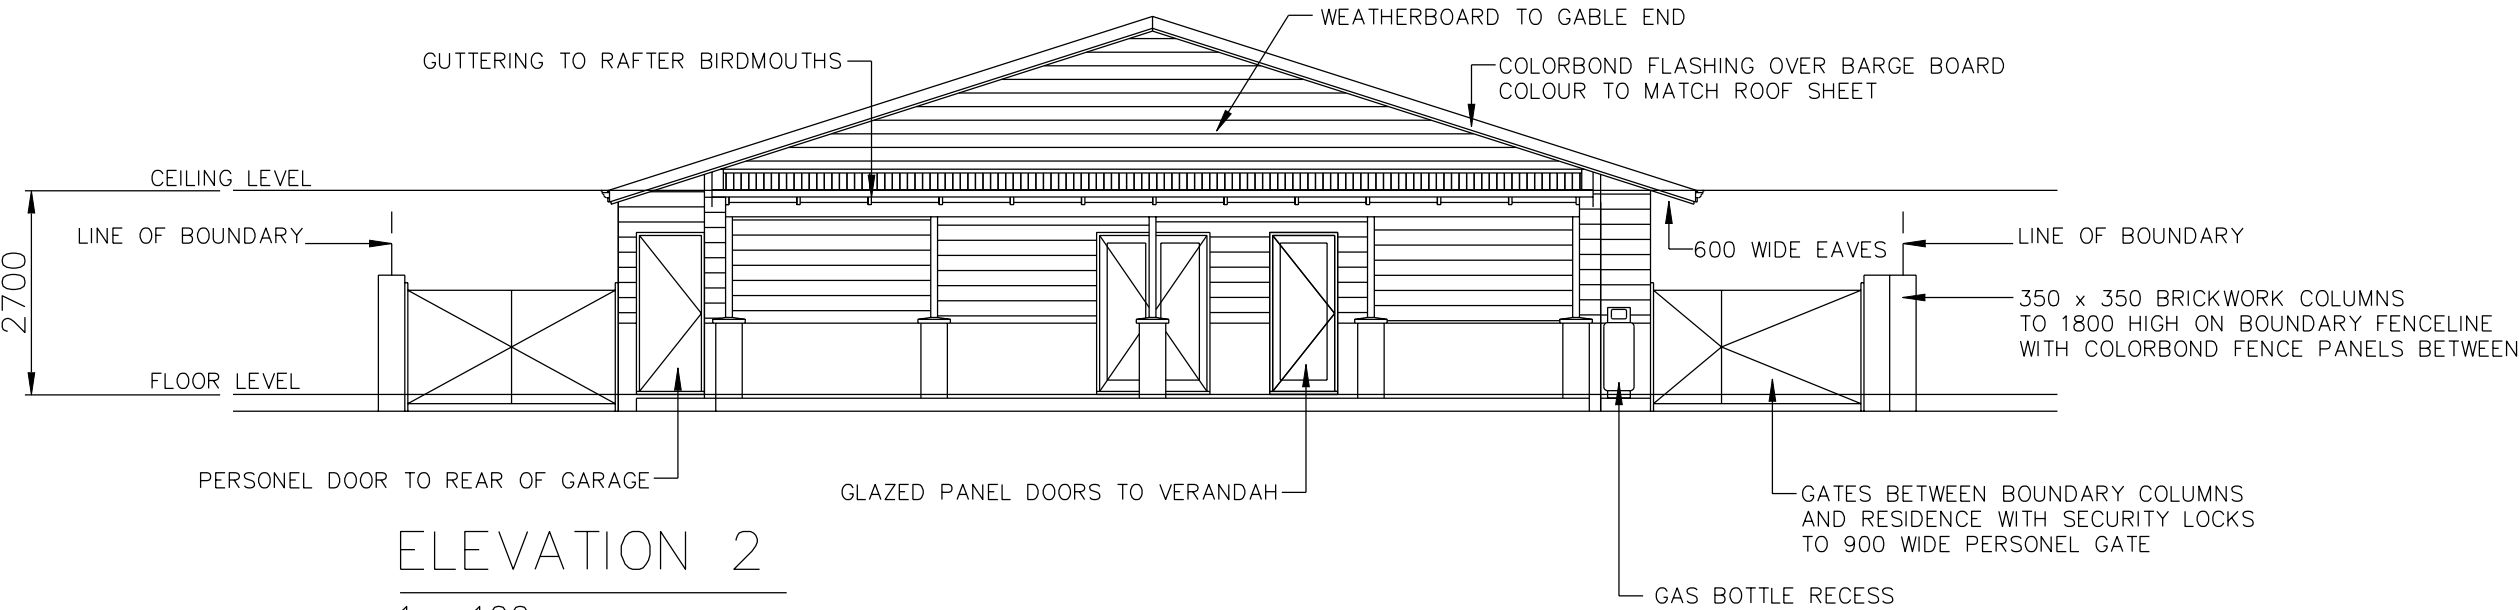 WEATHERBOARD TO GABLE END
GUTTERING TO RAFTER BIRDMOUTHS
COLORBOND FLASHING OVER BARGE BOARD
COLOUR TO MATCH ROOF SHEET
CEILING LEVEL
LINE OF BOUNDARY
2700
FLOOR LEVEL
600 WIDE EAVES
LINE OF BOUNDARY
350 x 350 BRICKWORK COLUMNS
TO 1800 HIGH ON BOUNDARY FENCELINE
WITH COLORBOND FENCE PANELS BETWEEN
PERSONEL DOOR TO REAR OF GARAGE
GLAZED PANEL DOORS TO VERANDAH
GATES BETWEEN BOUNDARY COLUMNS
AND RESIDENCE WITH SECURITY LOCKS
TO 900 WIDE PERSONEL GATE
GAS BOTTLE RECESS
ELEVATION 2